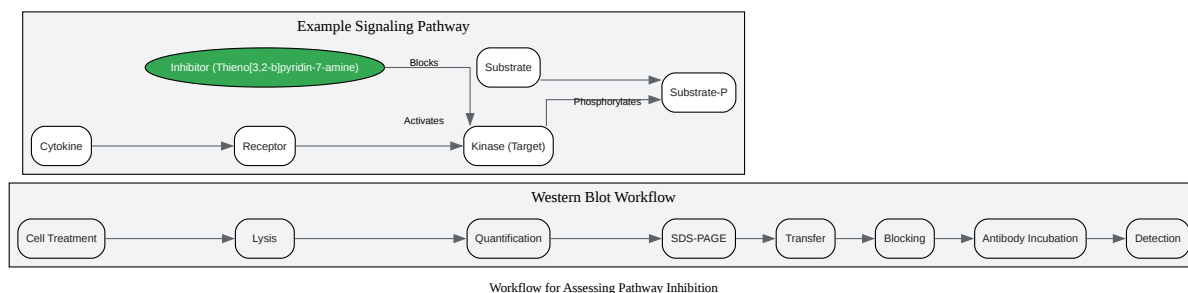 Example Signaling Pathway
Inhibitor (Thieno[3,2-b]pyridin-7-amine)
Blocks
Substrate
Substrate-P
Phosphorylates
Activates
Cytokine
Receptor
Kinase (Target)
Western Blot Workflow
Cell Treatment
Lysis
Quantification
SDS-PAGE
Transfer
Blocking
Antibody Incubation
Detection
Workflow for Assessing Pathway Inhibition